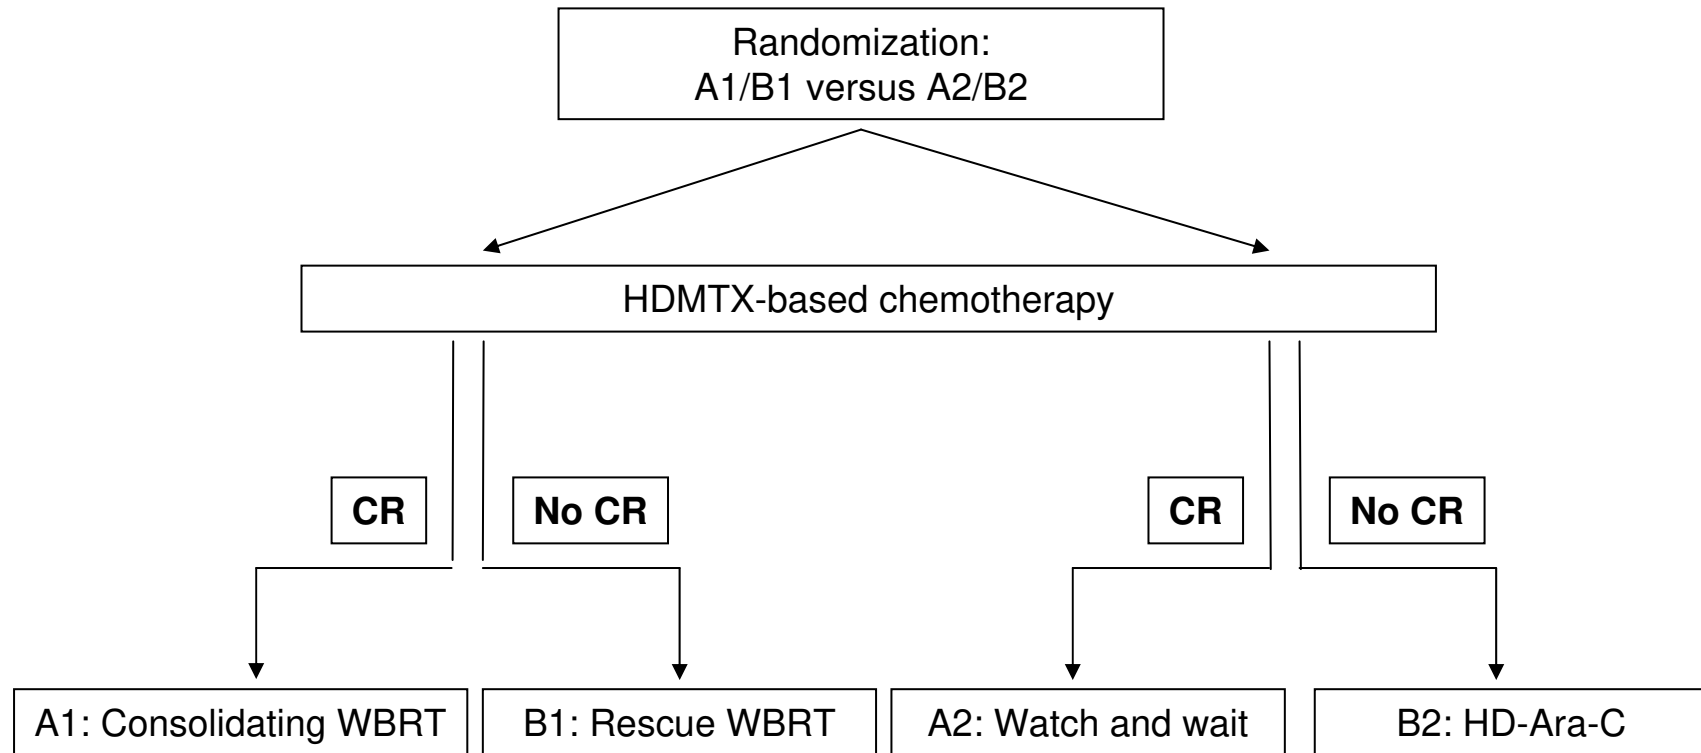 Randomization:
A1/B1 versus A2/B2
HDMTX-based chemotherapy
CR
No CR
CR
No CR
A1: Consolidating WBRT
B1: Rescue WBRT
A2: Watch and wait
B2: HD-Ara-C